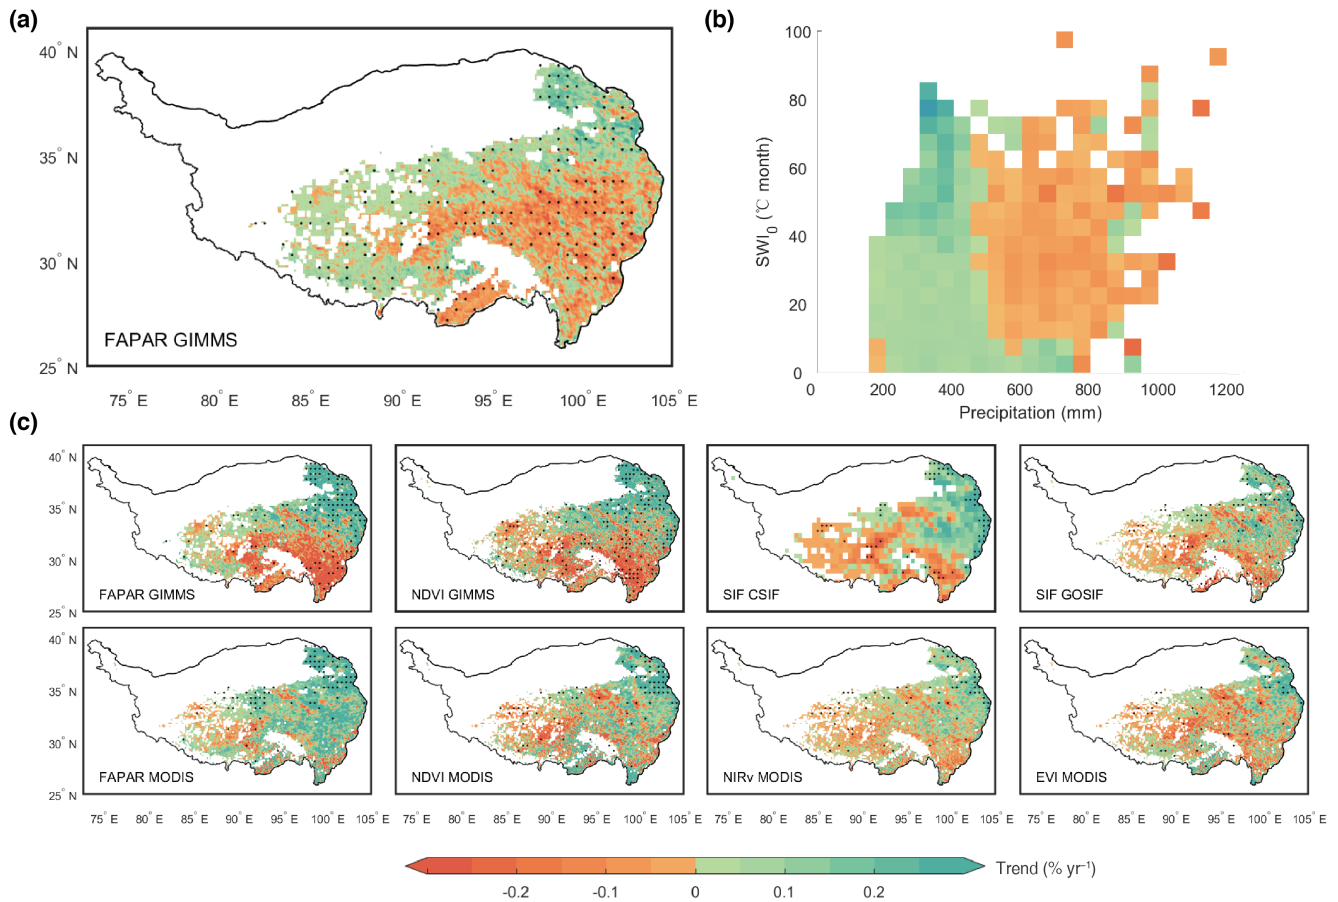 (a)
40° N
35° N
30° N
25° N
FAPAR GIMMS
75° E 80° E 85° E 90° E 95° E 100° E 105° E
(b)
100
80
60
40
20
0
SWI0 (℃ month)
0 200 400 600 800 1000 1200
Precipitation (mm)
(c)
40° N
35° N
30° N
25° N
FAPAR GIMMS
NDVI GIMMS
SIF CSIF
SIF GOSIF
40° N
35° N
30° N
25° N
FAPAR MODIS
NDVI MODIS
NIRv MODIS
EVI MODIS
75° E 80° E 85° E 90° E 95° E 100° E 105° E
75° E 80° E 85° E 90° E 95° E 100° E 105° E
75° E 80° E 85° E 90° E 95° E 100° E 105° E
75° E 80° E 85° E 90° E 95° E 100° E 105° E
Trend (% yr⁻¹)
-0.2 -0.1 0 0.1 0.2